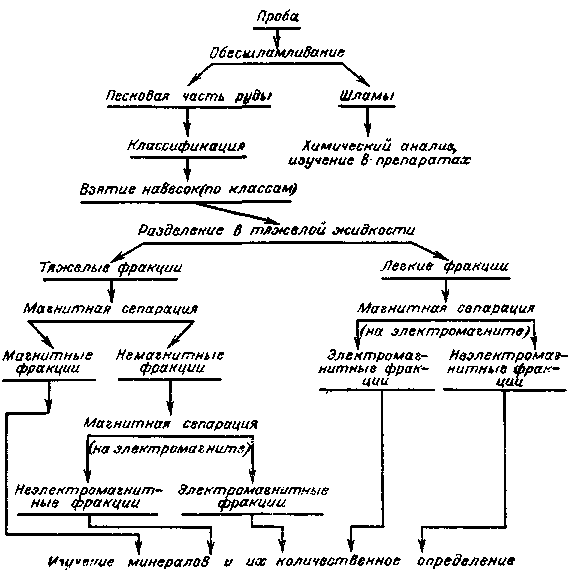 Проба
Обесшламливание
Песковая часть руды
Шламы
Классификация
Химический анализ,
изучение в препаратах
Взятие навесок (по классам)
Разделение в тяжелой жидкости
Тяжелые фракции
Легкие фракции
Магнитная сепарация
Магнитная сепарация
(на электромагните)
Магнитные
фракции
Немагнитные
фракции
Электромаг-
нитные фрак-
ции
Неэлектромаг-
нитные фрак-
ции
Магнитная сепарация
(на электромагните)
Неэлектромагнит-
ные фракции
Электромагнитные
фракции
Изучение минералов и их количественное определение